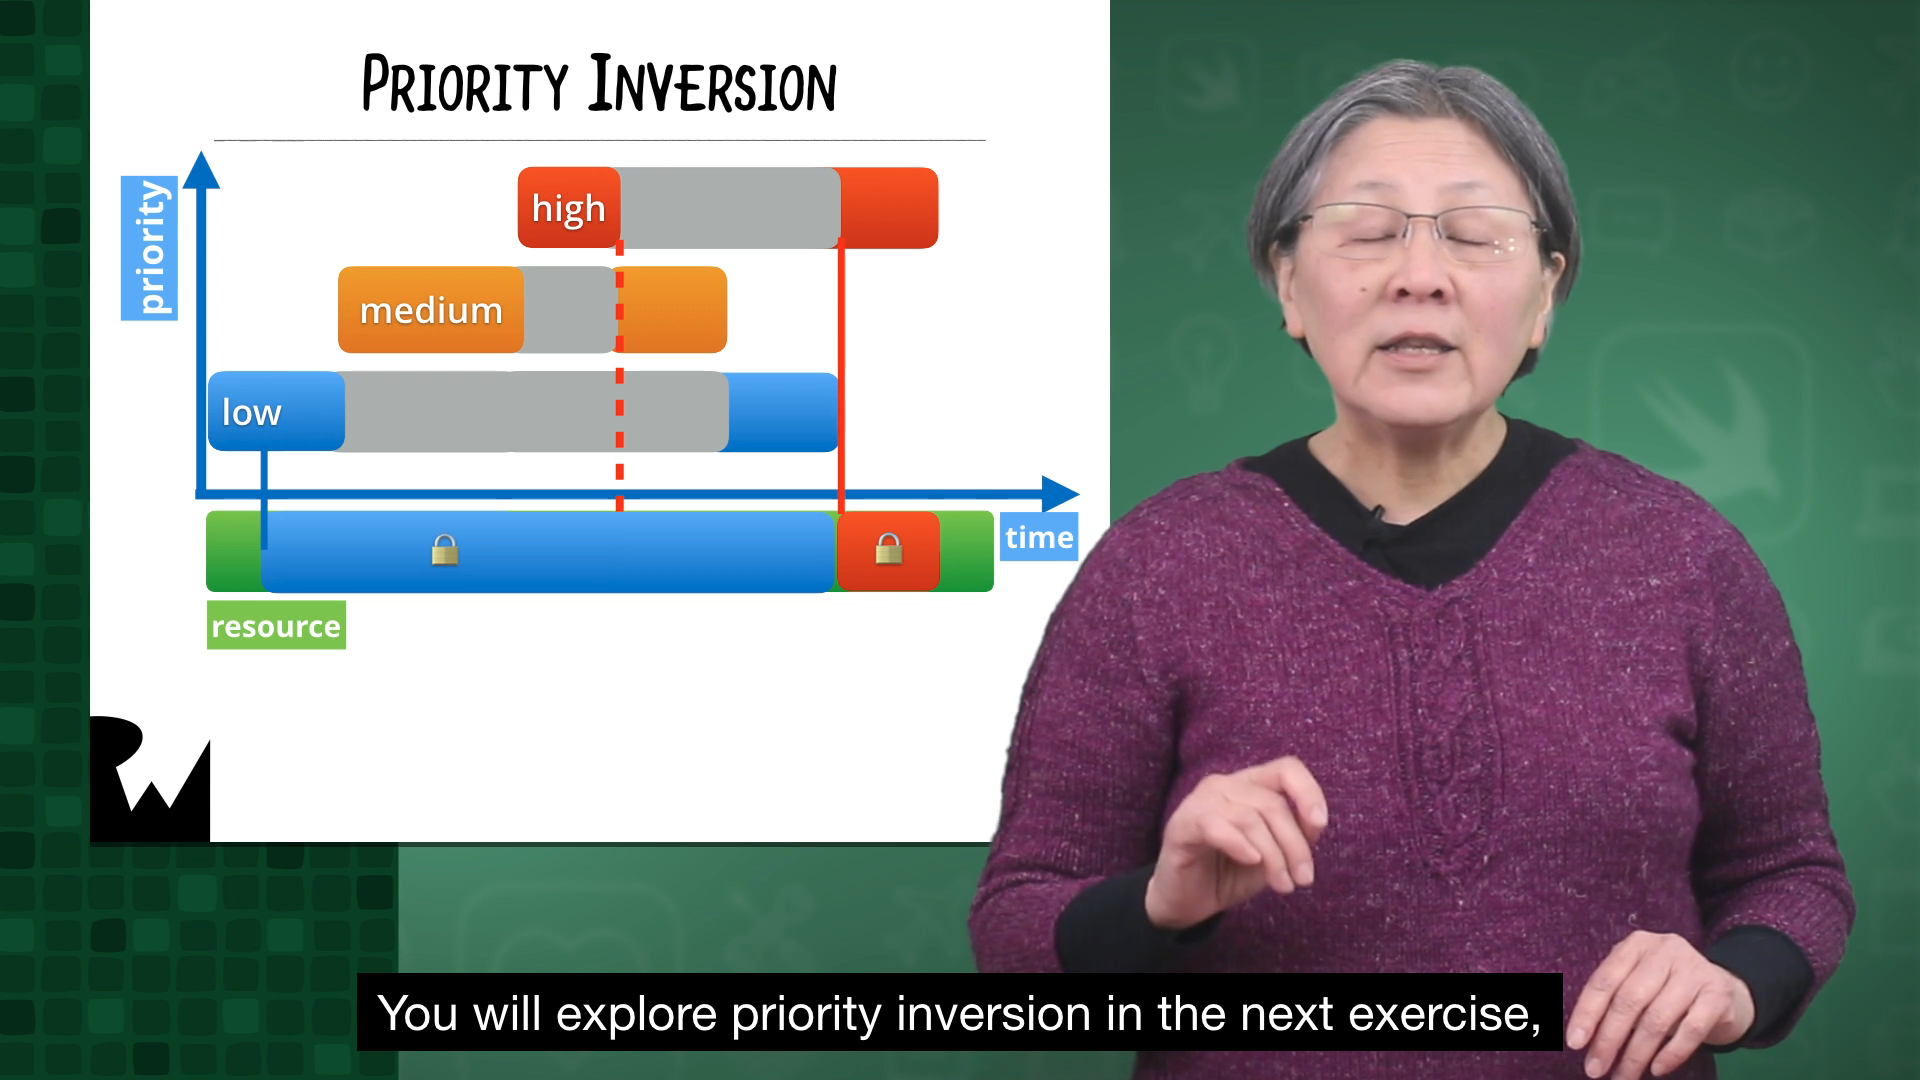 PRIORITY INVERSION
priority
high
medium
low
time
resource
You will explore priority inversion in the next exercise,